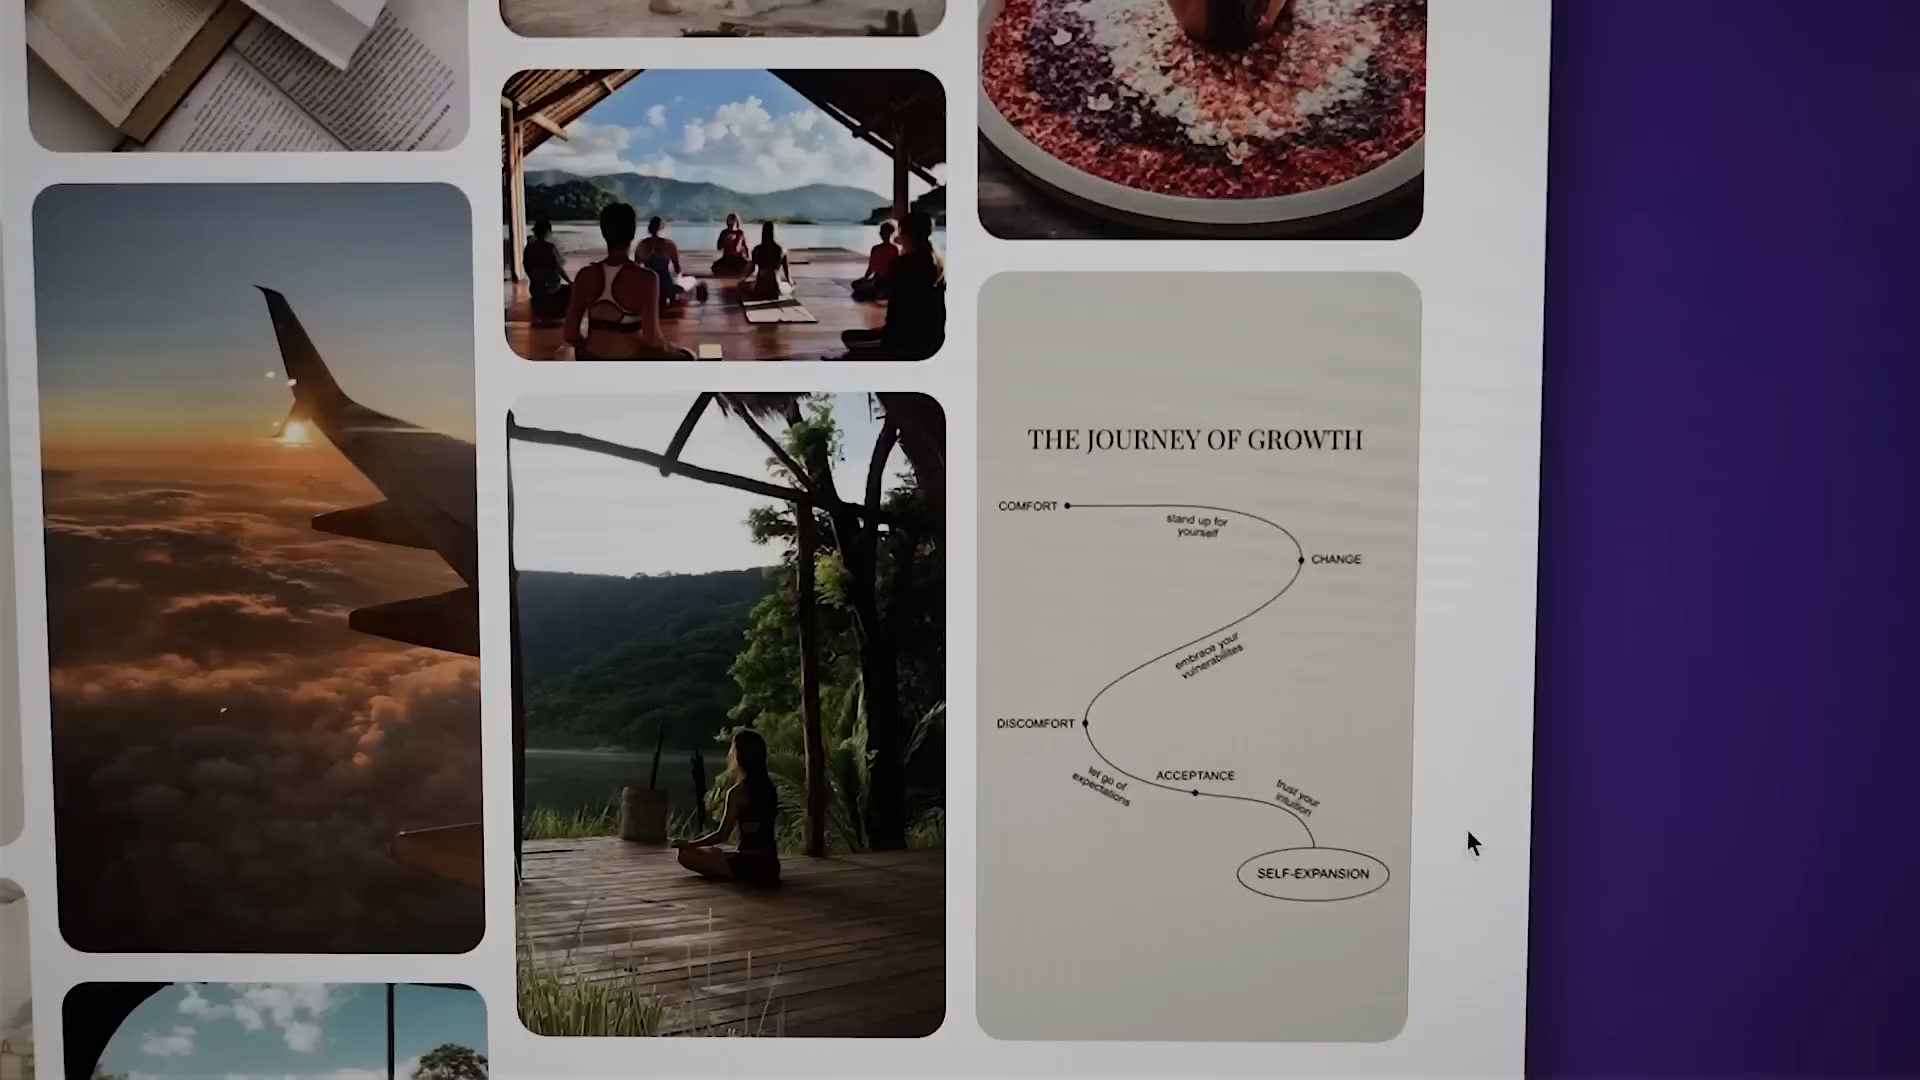 THE JOURNEY OF GROWTH
COMFORT
stand up for
yourself
CHANGE
embrace your
vulnerabilites
DISCOMFORT
let go of
expectations
ACCEPTANCE
trust your
intuition
SELF-EXPANSION